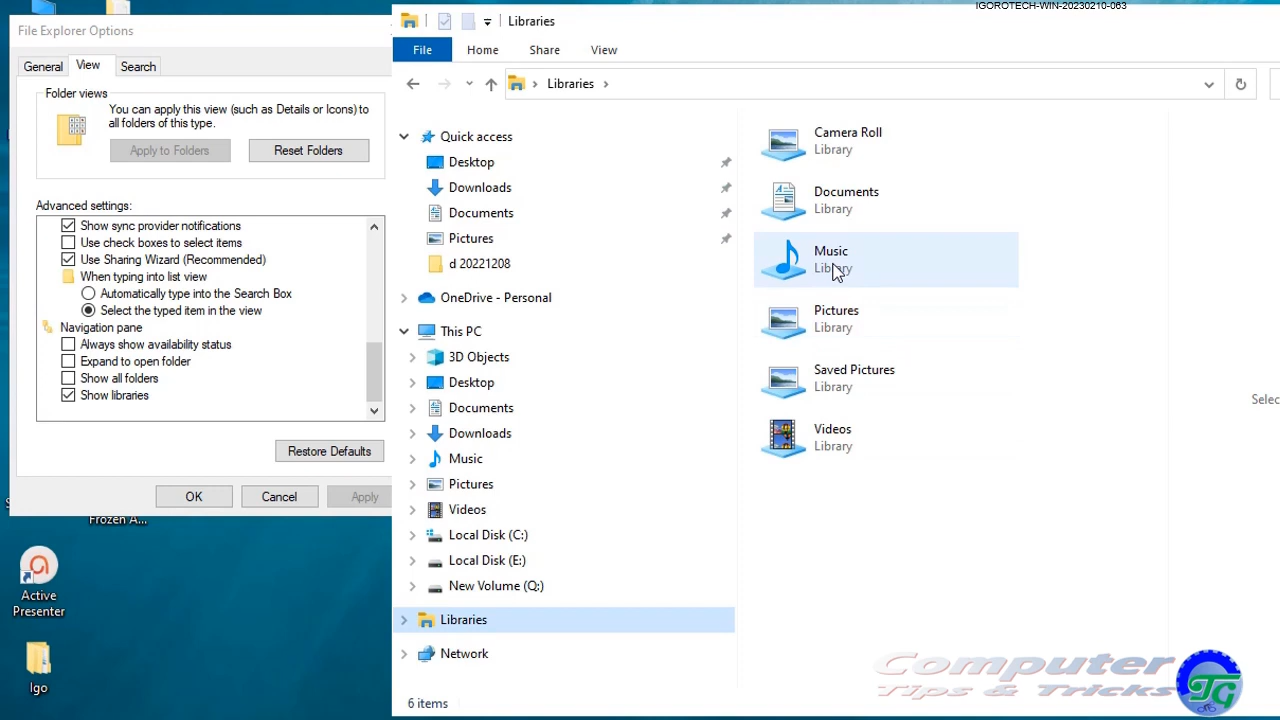 IGOROTECH-WIN-20230210-063
File Explorer Options
General
View
Search
Folder views
You can apply this view (such as Details or Icons) to
all folders of this type.
Apply to Folders
Reset Folders
Advanced settings:
Show sync provider notifications
Use check boxes to select items
Use Sharing Wizard (Recommended)
When typing into list view
Automatically type into the Search Box
Select the typed item in the view
Navigation pane
Always show availability status
Expand to open folder
Show all folders
Show libraries
Restore Defaults
OK
Cancel
Apply
Frozen A...
Active
Presenter
Igo
Libraries
File
Home
Share
View
Libraries
Quick access
Desktop
Downloads
Documents
Pictures
d 20221208
OneDrive - Personal
This PC
3D Objects
Desktop
Documents
Downloads
Music
Pictures
Videos
Local Disk (C:)
Local Disk (E:)
New Volume (Q:)
Libraries
Network
6 items
Camera Roll
Library
Documents
Library
Music
Library
Pictures
Library
Saved Pictures
Library
Videos
Library
Selec
Computer
Tips & Tricks